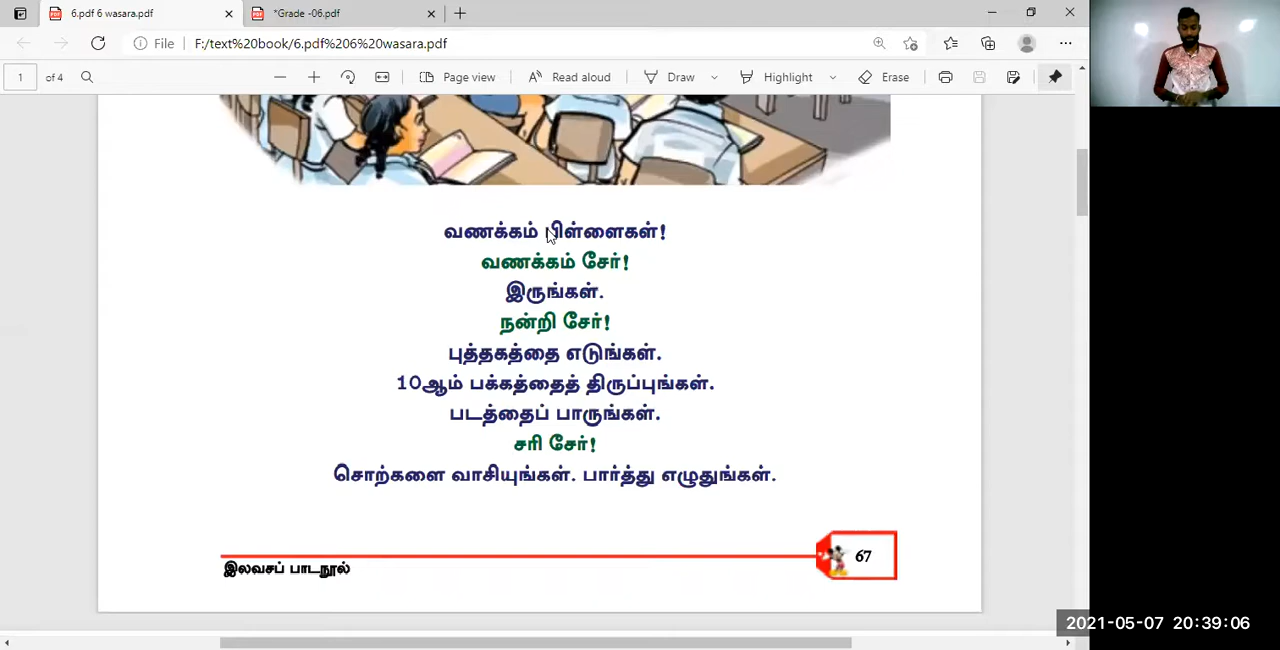 6.pdf 6 wasara.pdf
*Grade -06.pdf
File
F:/text%20book/6.pdf%206%20wasara.pdf
1 of 4
Page view
Read aloud
Draw
Highlight
Erase
வணக்கம் பிள்ளைகள்!
வணக்கம் சேர்!
இருங்கள்.
நன்றி சேர்!
புத்தகத்தை எடுங்கள்.
10ஆம் பக்கத்தைத் திருப்புங்கள்.
படத்தைப் பாருங்கள்.
சரி சேர்!
சொற்களை வாசியுங்கள். பார்த்து எழுதுங்கள்.
67
இலவசப் பாடநூல்
2021-05-07 20:39:06